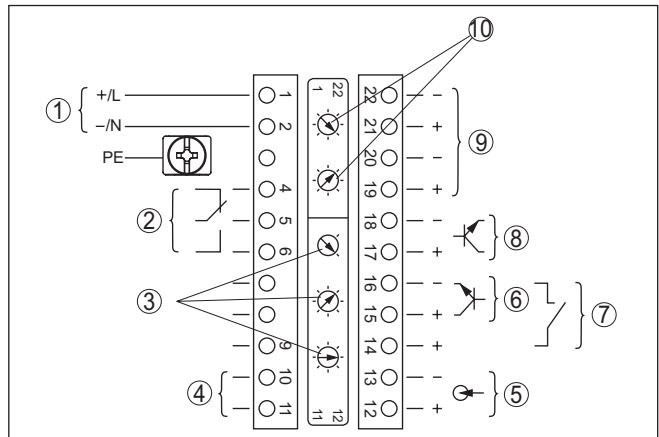 ⑩
1 22
① +/L 1 22 −
−/N 2 21 + ⑨
PE 20 −
4 19 +
② 5 18 − ⑧
6 17 +
③ 16 − ⑥ ⑦
15 +
9 14 +
④ 10 13 − ⑤
11 12 +
11 12